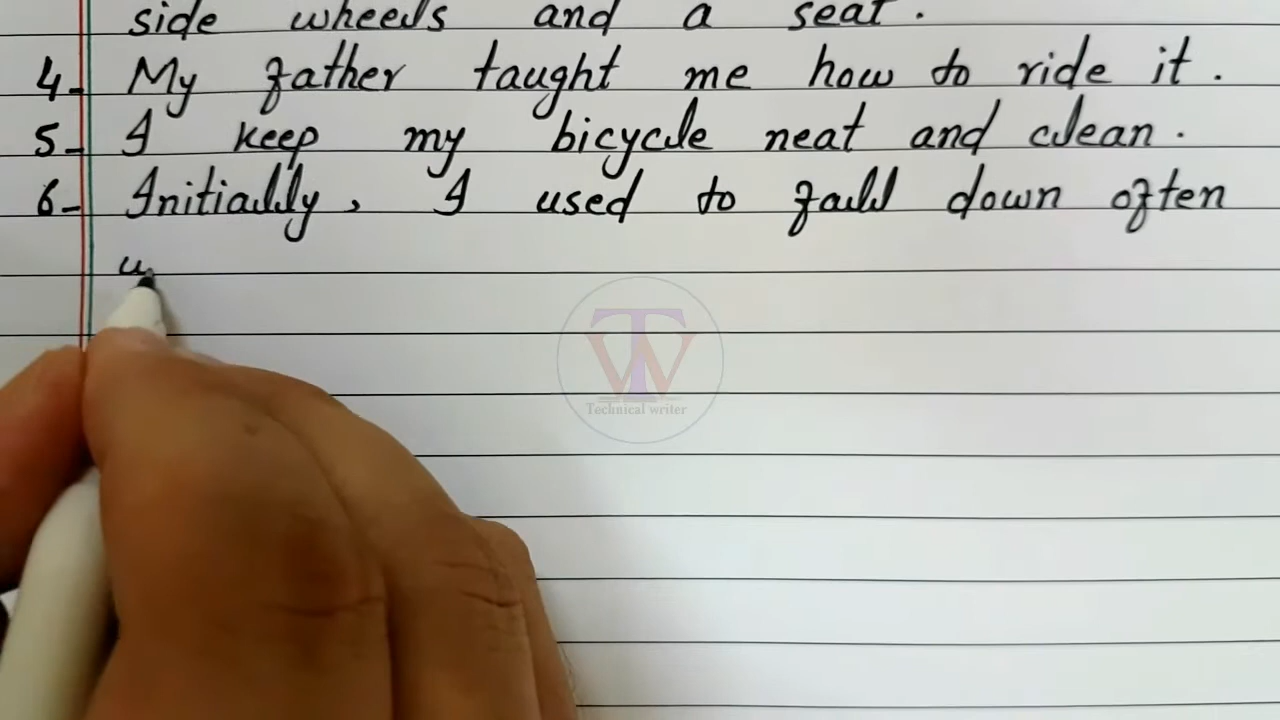 side wheels and a seat.
4- My father taught me how to ride it.
5- I keep my bicycle neat and clean.
6- Initially, I used to fall down often
TW
Technical writer